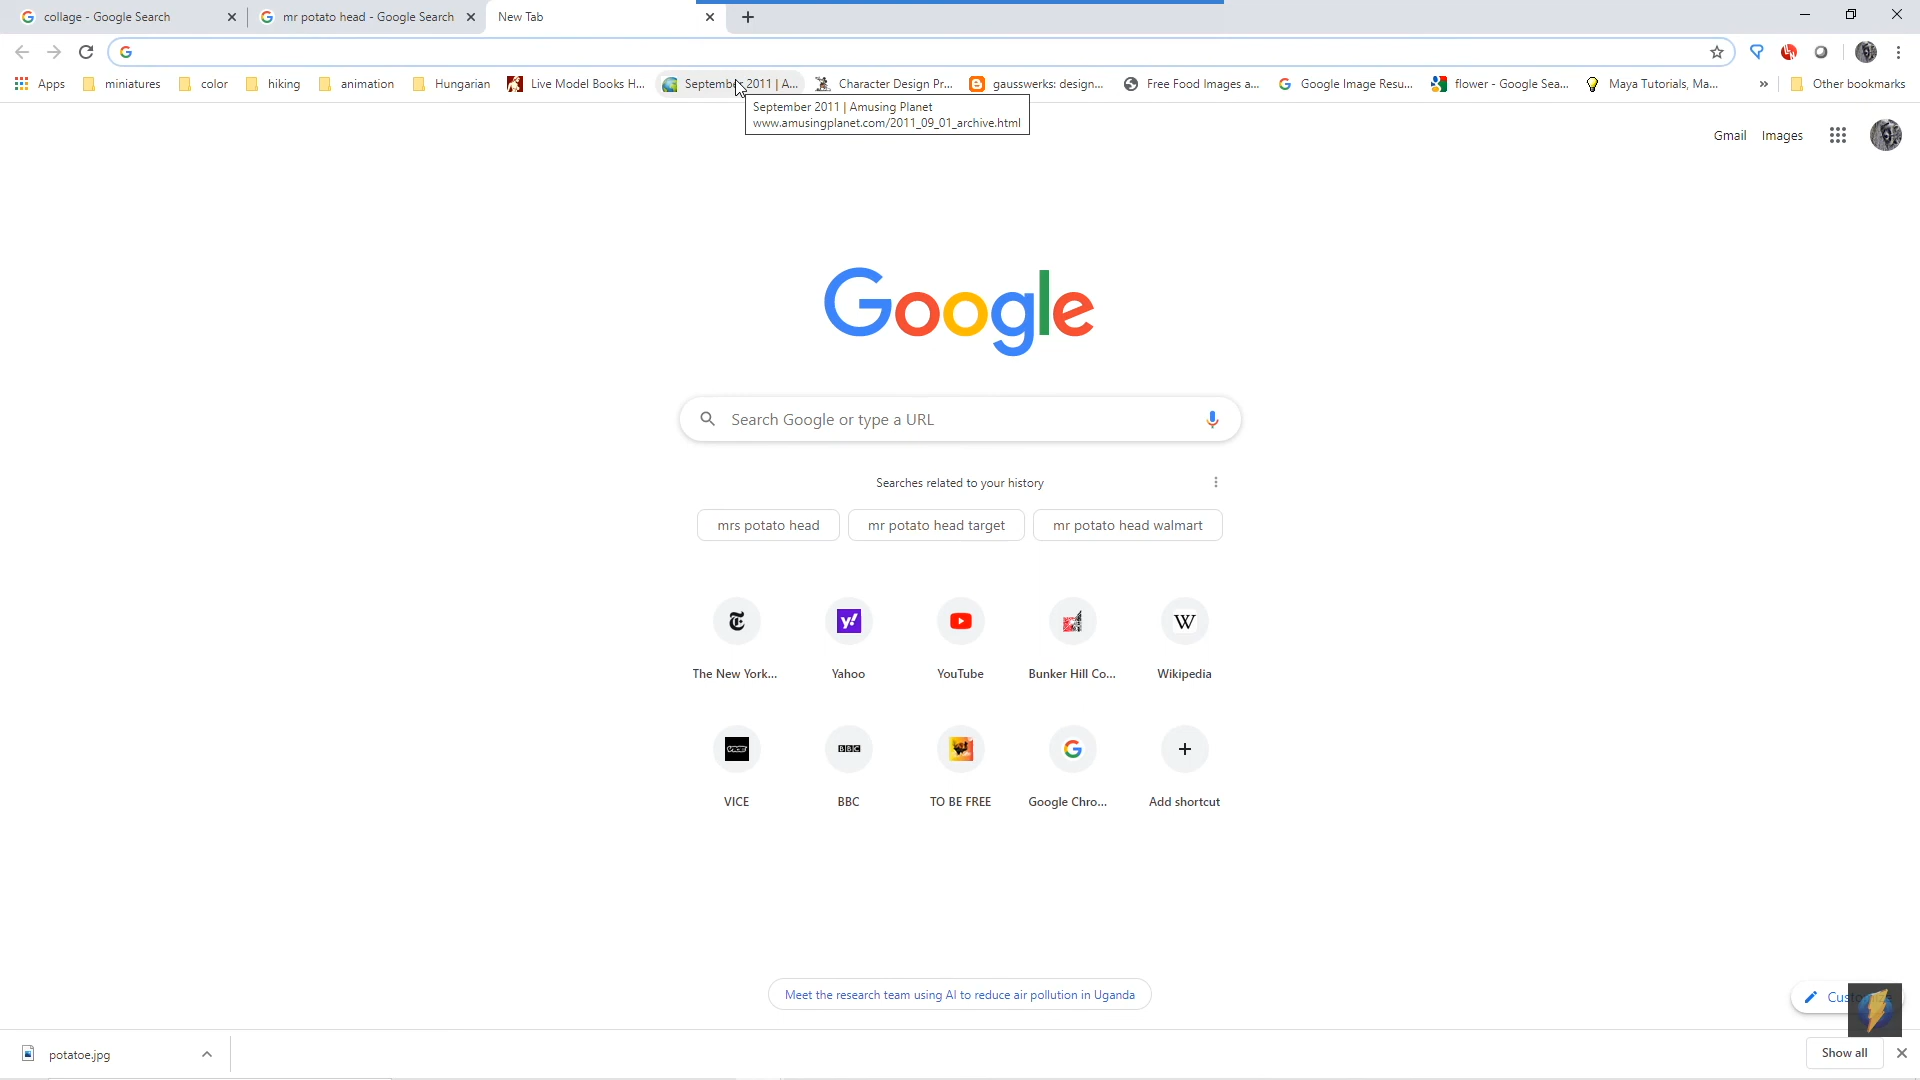 collage - Google Search
mr potato head - Google Search
New Tab
Apps
miniatures
color
hiking
animation
Hungarian
Live Model Books H...
September 2011 | A...
Character Design Pr...
gausswerks: design...
Free Food Images a...
Google Image Resu...
flower - Google Sea...
Maya Tutorials, Ma...
Other bookmarks
September 2011 | Amusing Planet
www.amusingplanet.com/2011_09_01_archive.html
Gmail Images
Google
Search Google or type a URL
Searches related to your history
mrs potato head
mr potato head target
mr potato head walmart
The New York...
Yahoo
YouTube
Bunker Hill Co...
Wikipedia
BBC
VICE
BBC
TO BE FREE
Google Chro...
Add shortcut
Meet the research team using AI to reduce air pollution in Uganda
potatoe.jpg
Show all